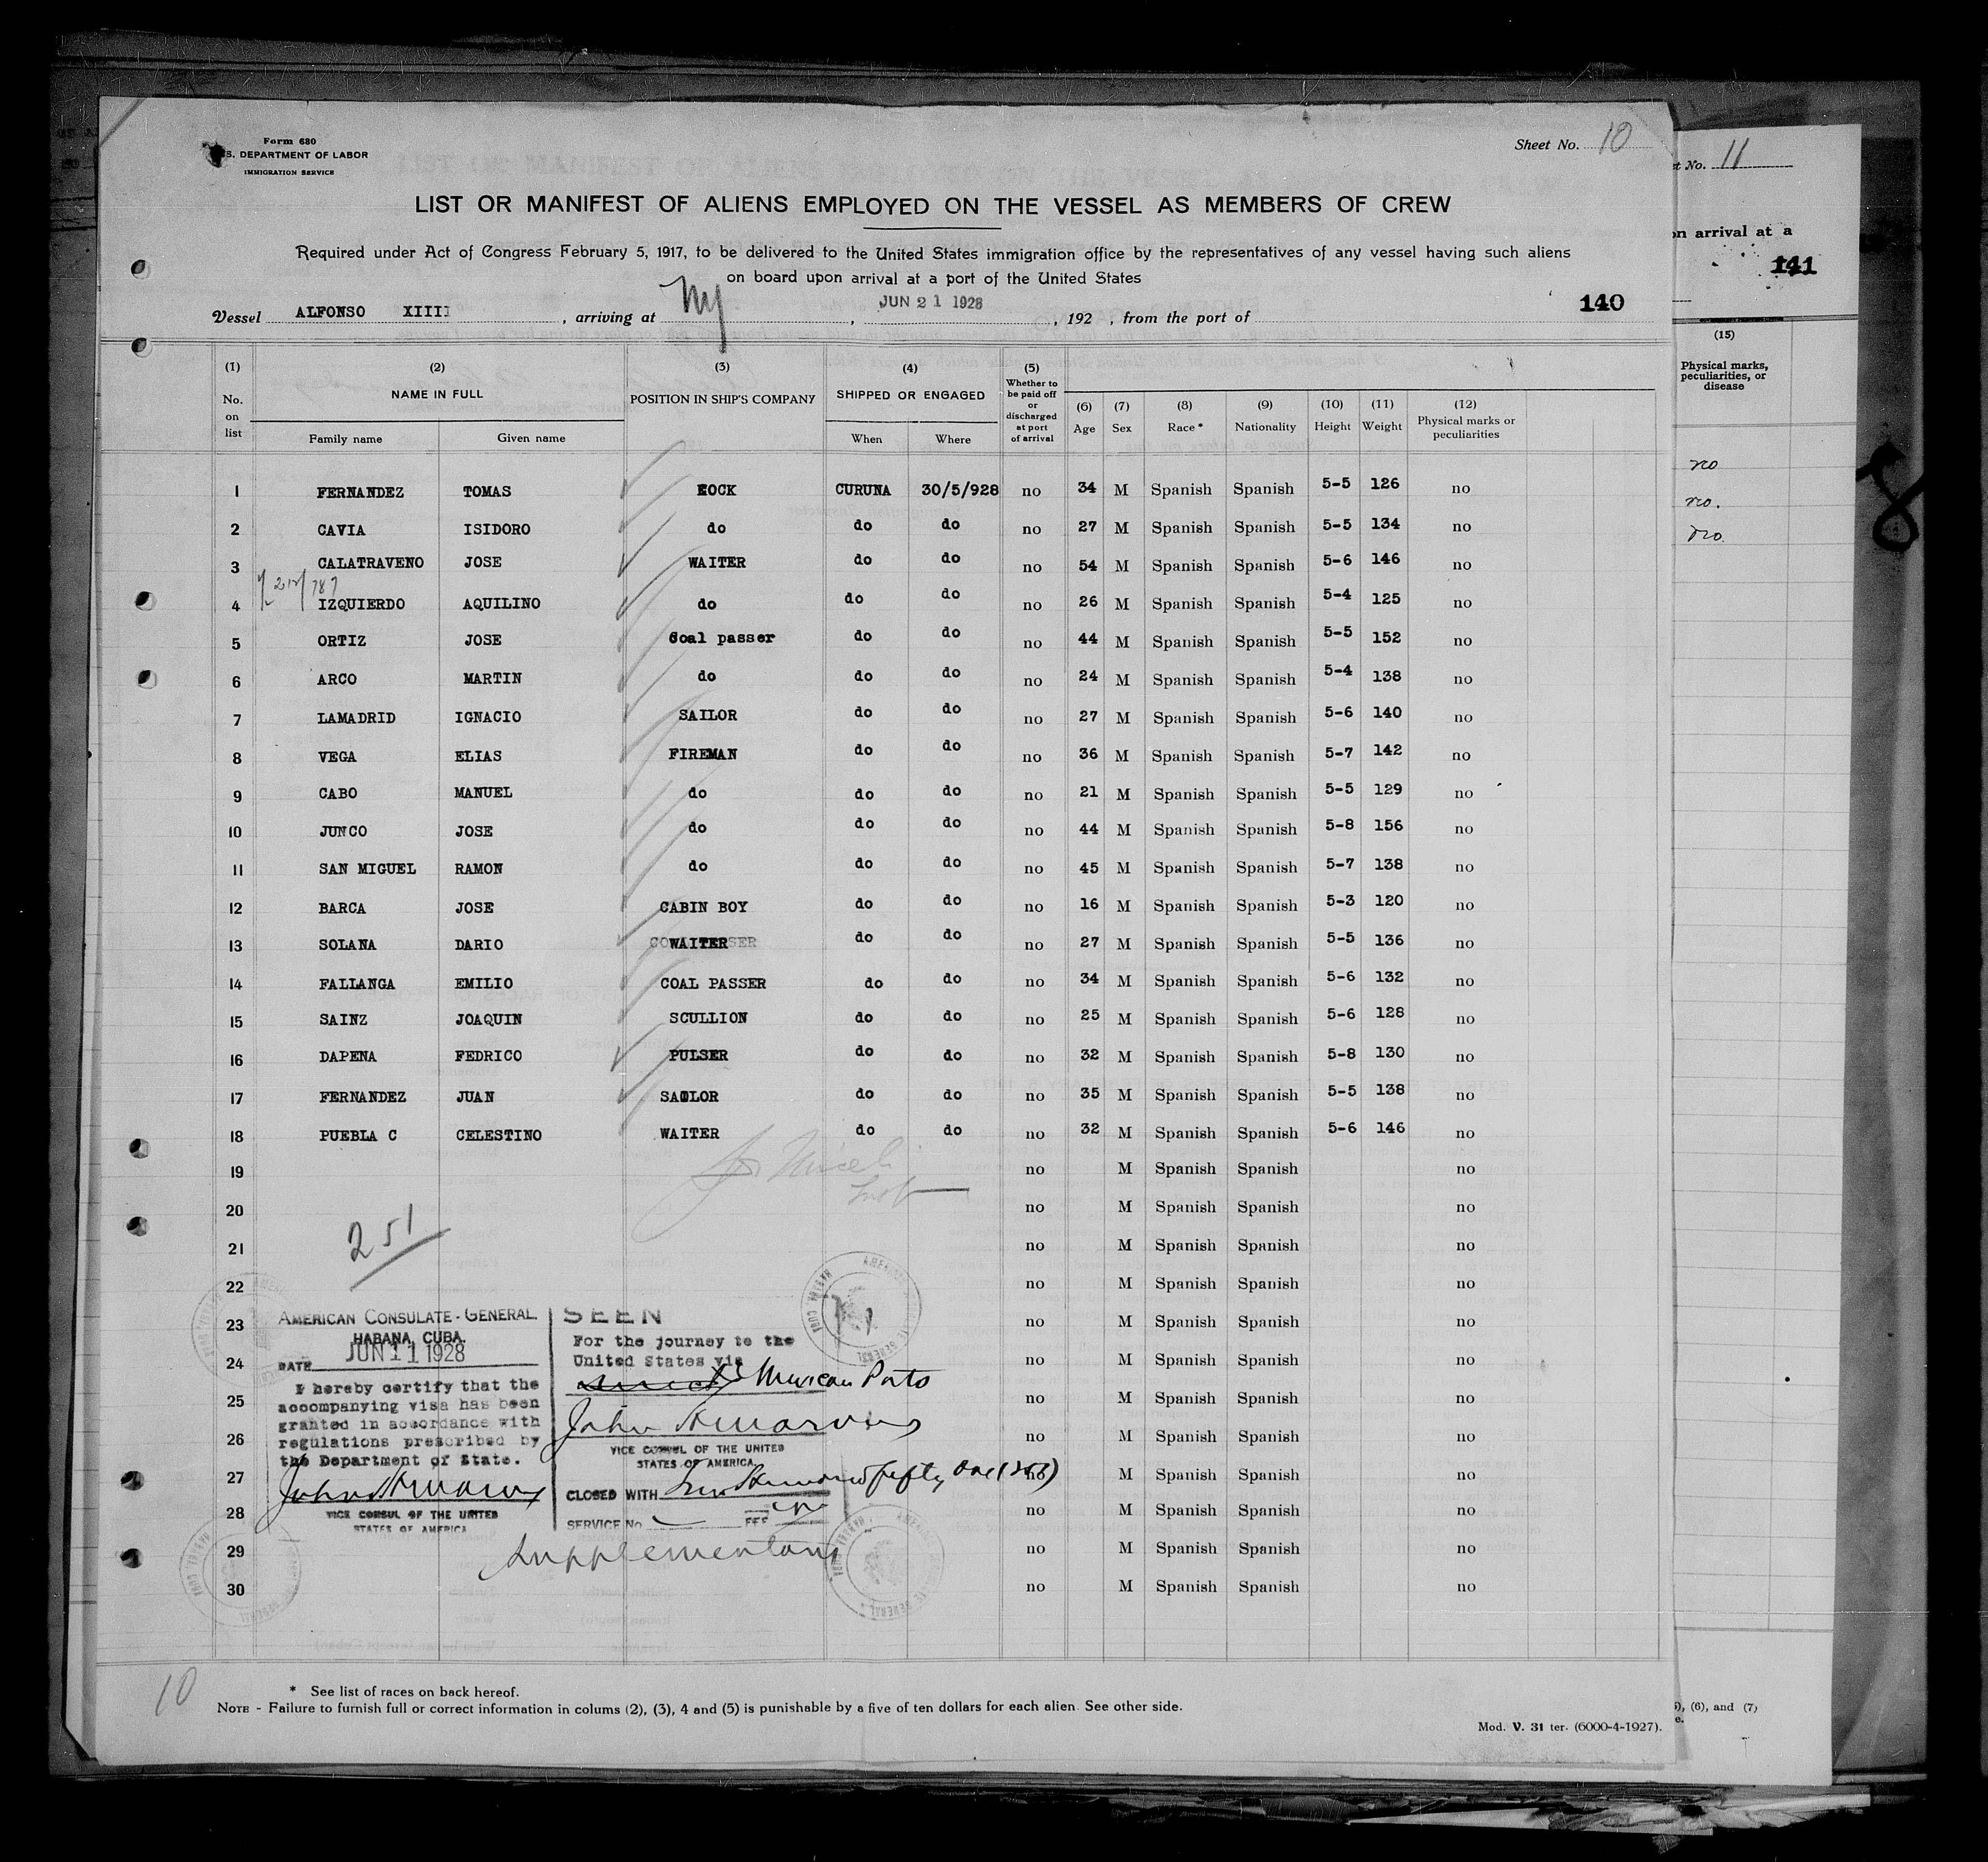 Form 680
S. DEPARTMENT OF LABOR
IMMIGRATION SERVICE
Sheet No. 10
LIST OR MANIFEST OF ALIENS EMPLOYED ON THE VESSEL AS MEMBERS OF CREW
Required under Act of Congress February 5, 1917, to be delivered to the United States immigration office by the representatives of any vessel having such aliens
on board upon arrival at a port of the United States
Vessel ALFONSO XIIII , arriving at NY , JUN 21 1928 , 192 , from the port of 140
(1) (2) (3) (4) (5)
No. on list NAME IN FULL POSITION IN SHIP'S COMPANY SHIPPED OR ENGAGED Whether to be paid off or discharged at port of arrival (6) Age (7) Sex (8) Race * (9) Nationality (10) Height (11) Weight (12) Physical marks or peculiarities
Family name Given name When Where
1 FERNANDEZ TOMAS EOCK CURUNA 30/5/928 no 34 M Spanish Spanish 5-5 126 no
2 CAVIA ISIDORO do do do no 27 M Spanish Spanish 5-5 134 no
3 CALATRAVENO JOSE WAITER do do no 54 M Spanish Spanish 5-6 146 no
4 IZQUIERDO AQUILINO do do do no 26 M Spanish Spanish 5-4 125 no
5 ORTIZ JOSE Coal passer do do no 44 M Spanish Spanish 5-5 152 no
6 ARCO MARTIN do do do no 24 M Spanish Spanish 5-4 138 no
7 LAMADRID IGNACIO SAILOR do do no 27 M Spanish Spanish 5-6 140 no
8 VEGA ELIAS FIREMAN do do no 36 M Spanish Spanish 5-7 142 no
9 CABO MANUEL do do do no 21 M Spanish Spanish 5-5 129 no
10 JUNCO JOSE do do do no 44 M Spanish Spanish 5-8 156 no
11 SAN MIGUEL RAMON do do do no 45 M Spanish Spanish 5-7 138 no
12 BARCA JOSE CABIN BOY do do no 16 M Spanish Spanish 5-3 120 no
13 SOLANA DARIO WAITER do do no 27 M Spanish Spanish 5-5 136 no
14 FALLANGA EMILIO COAL PASSER do do no 34 M Spanish Spanish 5-6 132 no
15 SAINZ JOAQUIN SCULLION do do no 25 M Spanish Spanish 5-6 128 no
16 DAPENA FEDRICO PULSER do do no 32 M Spanish Spanish 5-8 130 no
17 FERNANDEZ JUAN SAILOR do do no 35 M Spanish Spanish 5-5 138 no
18 PUEBLA C CELESTINO WAITER do do no 32 M Spanish Spanish 5-6 146 no
19 no M Spanish Spanish no
20 no M Spanish Spanish no
21 no M Spanish Spanish no
22 no M Spanish Spanish no
23 no M Spanish Spanish no
24 no M Spanish Spanish no
25 no M Spanish Spanish no
26 no M Spanish Spanish no
27 M Spanish Spanish no
28 no M Spanish Spanish no
29 no M Spanish Spanish no
30 no M Spanish Spanish no
251
AMERICAN CONSULATE-GENERAL.
HABANA, CUBA.
DATE JUN 11 1928
I hereby certify that the
accompanying visa has been
granted in accordance with
regulations prescribed by
the Department of State.
VICE CONSUL OF THE UNITED
STATES OF AMERICA
SEEN
For the journey to the
United States via
Mexican Ports
VICE CONSUL OF THE UNITED
STATES OF AMERICA
CLOSED WITH Two Hundred fifty one (251)
SERVICE No FEE
Supplementary
10
* See list of races on back hereof.
NOTE - Failure to furnish full or correct information in colums (2), (3), 4 and (5) is punishable by a five of ten dollars for each alien. See other side.
Mod. V. 31 ter. (6000-4-1927).
t No. 11
on arrival at a
141
(15)
Physical marks, peculiarities, or disease
no
no.
no.
, (6), and (7)
8